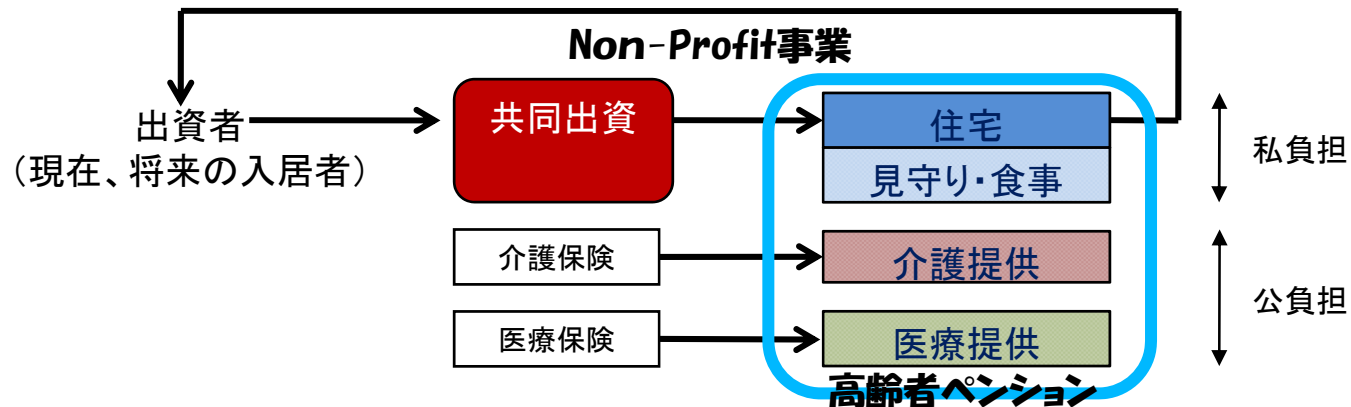 Non-Profit事業
出資者
(現在、将来の入居者)
共同出資
住宅
見守り・食事
私負担
介護保険
介護提供
公負担
医療保険
医療提供
高齢者ペンション